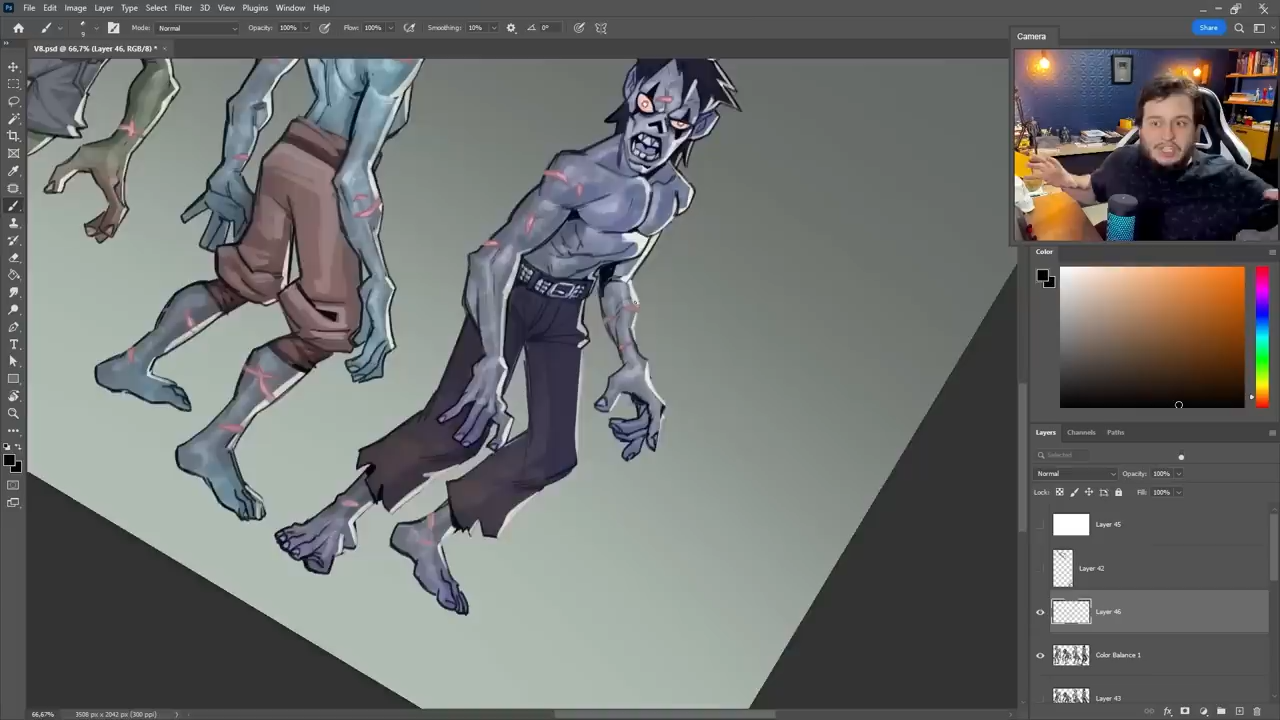 File Edit Image Layer Type Select Filter 3D View Plugins Window Help
Mode: Normal Opacity: 100% Flow: 100% Smoothing: 10% 0° Share
V8.psd @ 66,7% (Layer 46, RGB/8) *
Camera
Color
Layers Channels Paths
Normal Opacity: 100%
Lock: Fill: 100%
Layer 45
Layer 42
Layer 46
Color Balance 1
Layer 43
66,67% 3508 px x 2042 px (300 ppi)